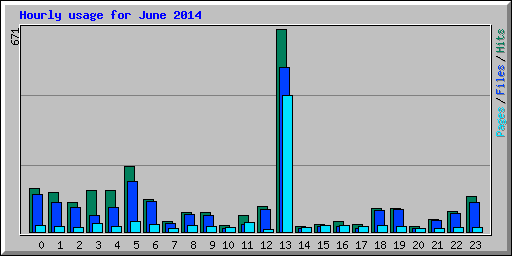 Hourly usage for June 2014
671
Pages/Files/Hits
0 1 2 3 4 5 6 7 8 9 10 11 12 13 14 15 16 17 18 19 20 21 22 23